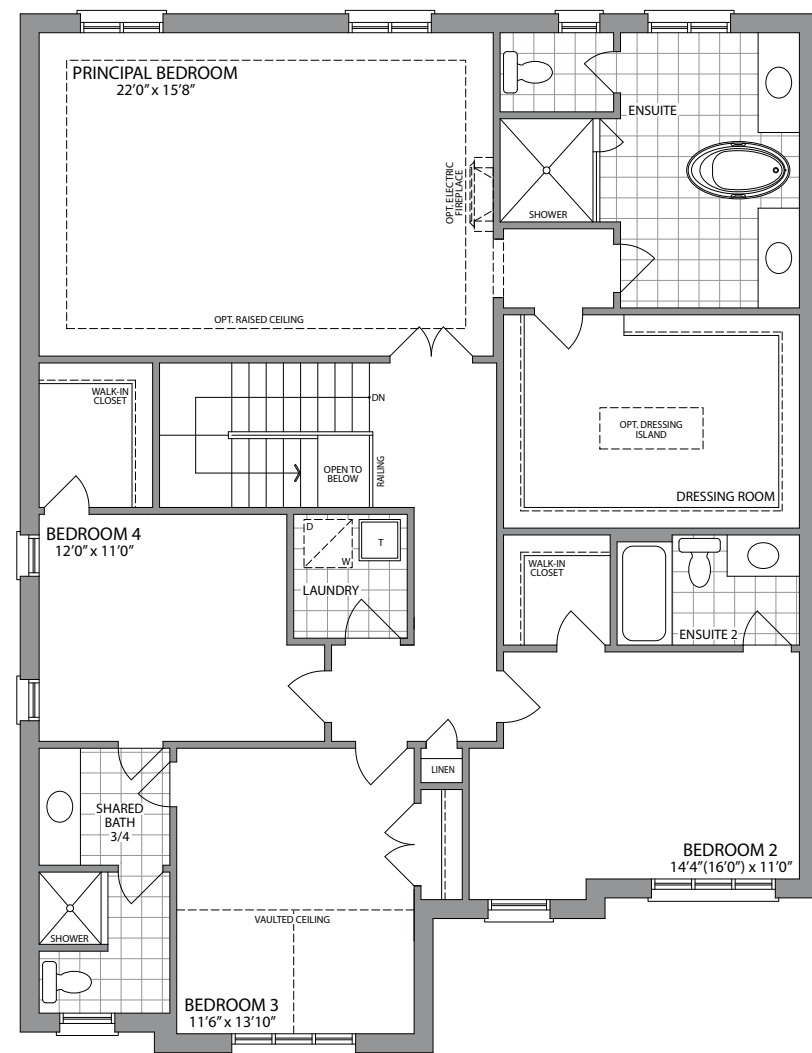 PRINCIPAL BEDROOM
22'0" x 15'8"
ENSUITE
OPT. ELECTRIC
FIREPLACE
SHOWER
OPT. RAISED CEILING
WALK-IN
CLOSET
DN
OPEN TO
BELOW
RAILING
OPT. DRESSING
ISLAND
DRESSING ROOM
BEDROOM 4
12'0" x 11'0"
D
W
T
LAUNDRY
WALK-IN
CLOSET
ENSUITE 2
LINEN
SHARED
BATH
3/4
BEDROOM 2
14'4"(16'0") x 11'0"
SHOWER
VAULTED CEILING
BEDROOM 3
11'6" x 13'10"